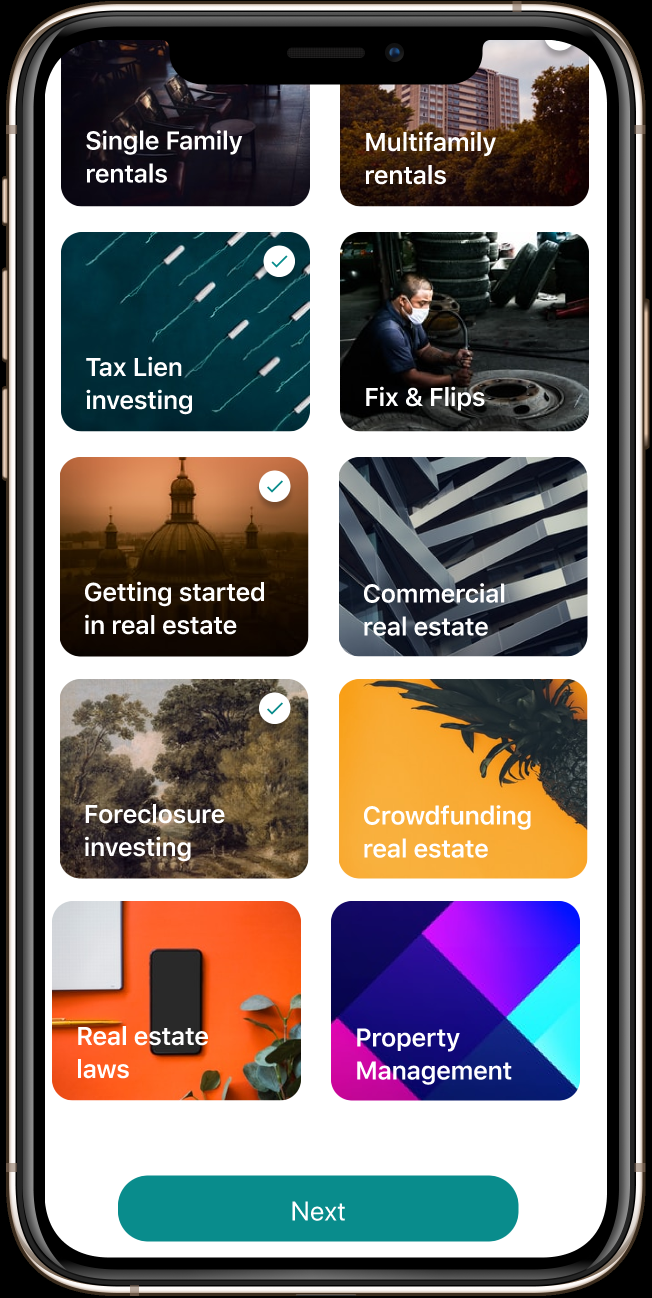 Single Family
rentals
Multifamily
rentals
Tax Lien
investing
Fix & Flips
Getting started
in real estate
Commercial
real estate
Foreclosure
investing
Crowdfunding
real estate
Real estate
laws
Property
Management
Next